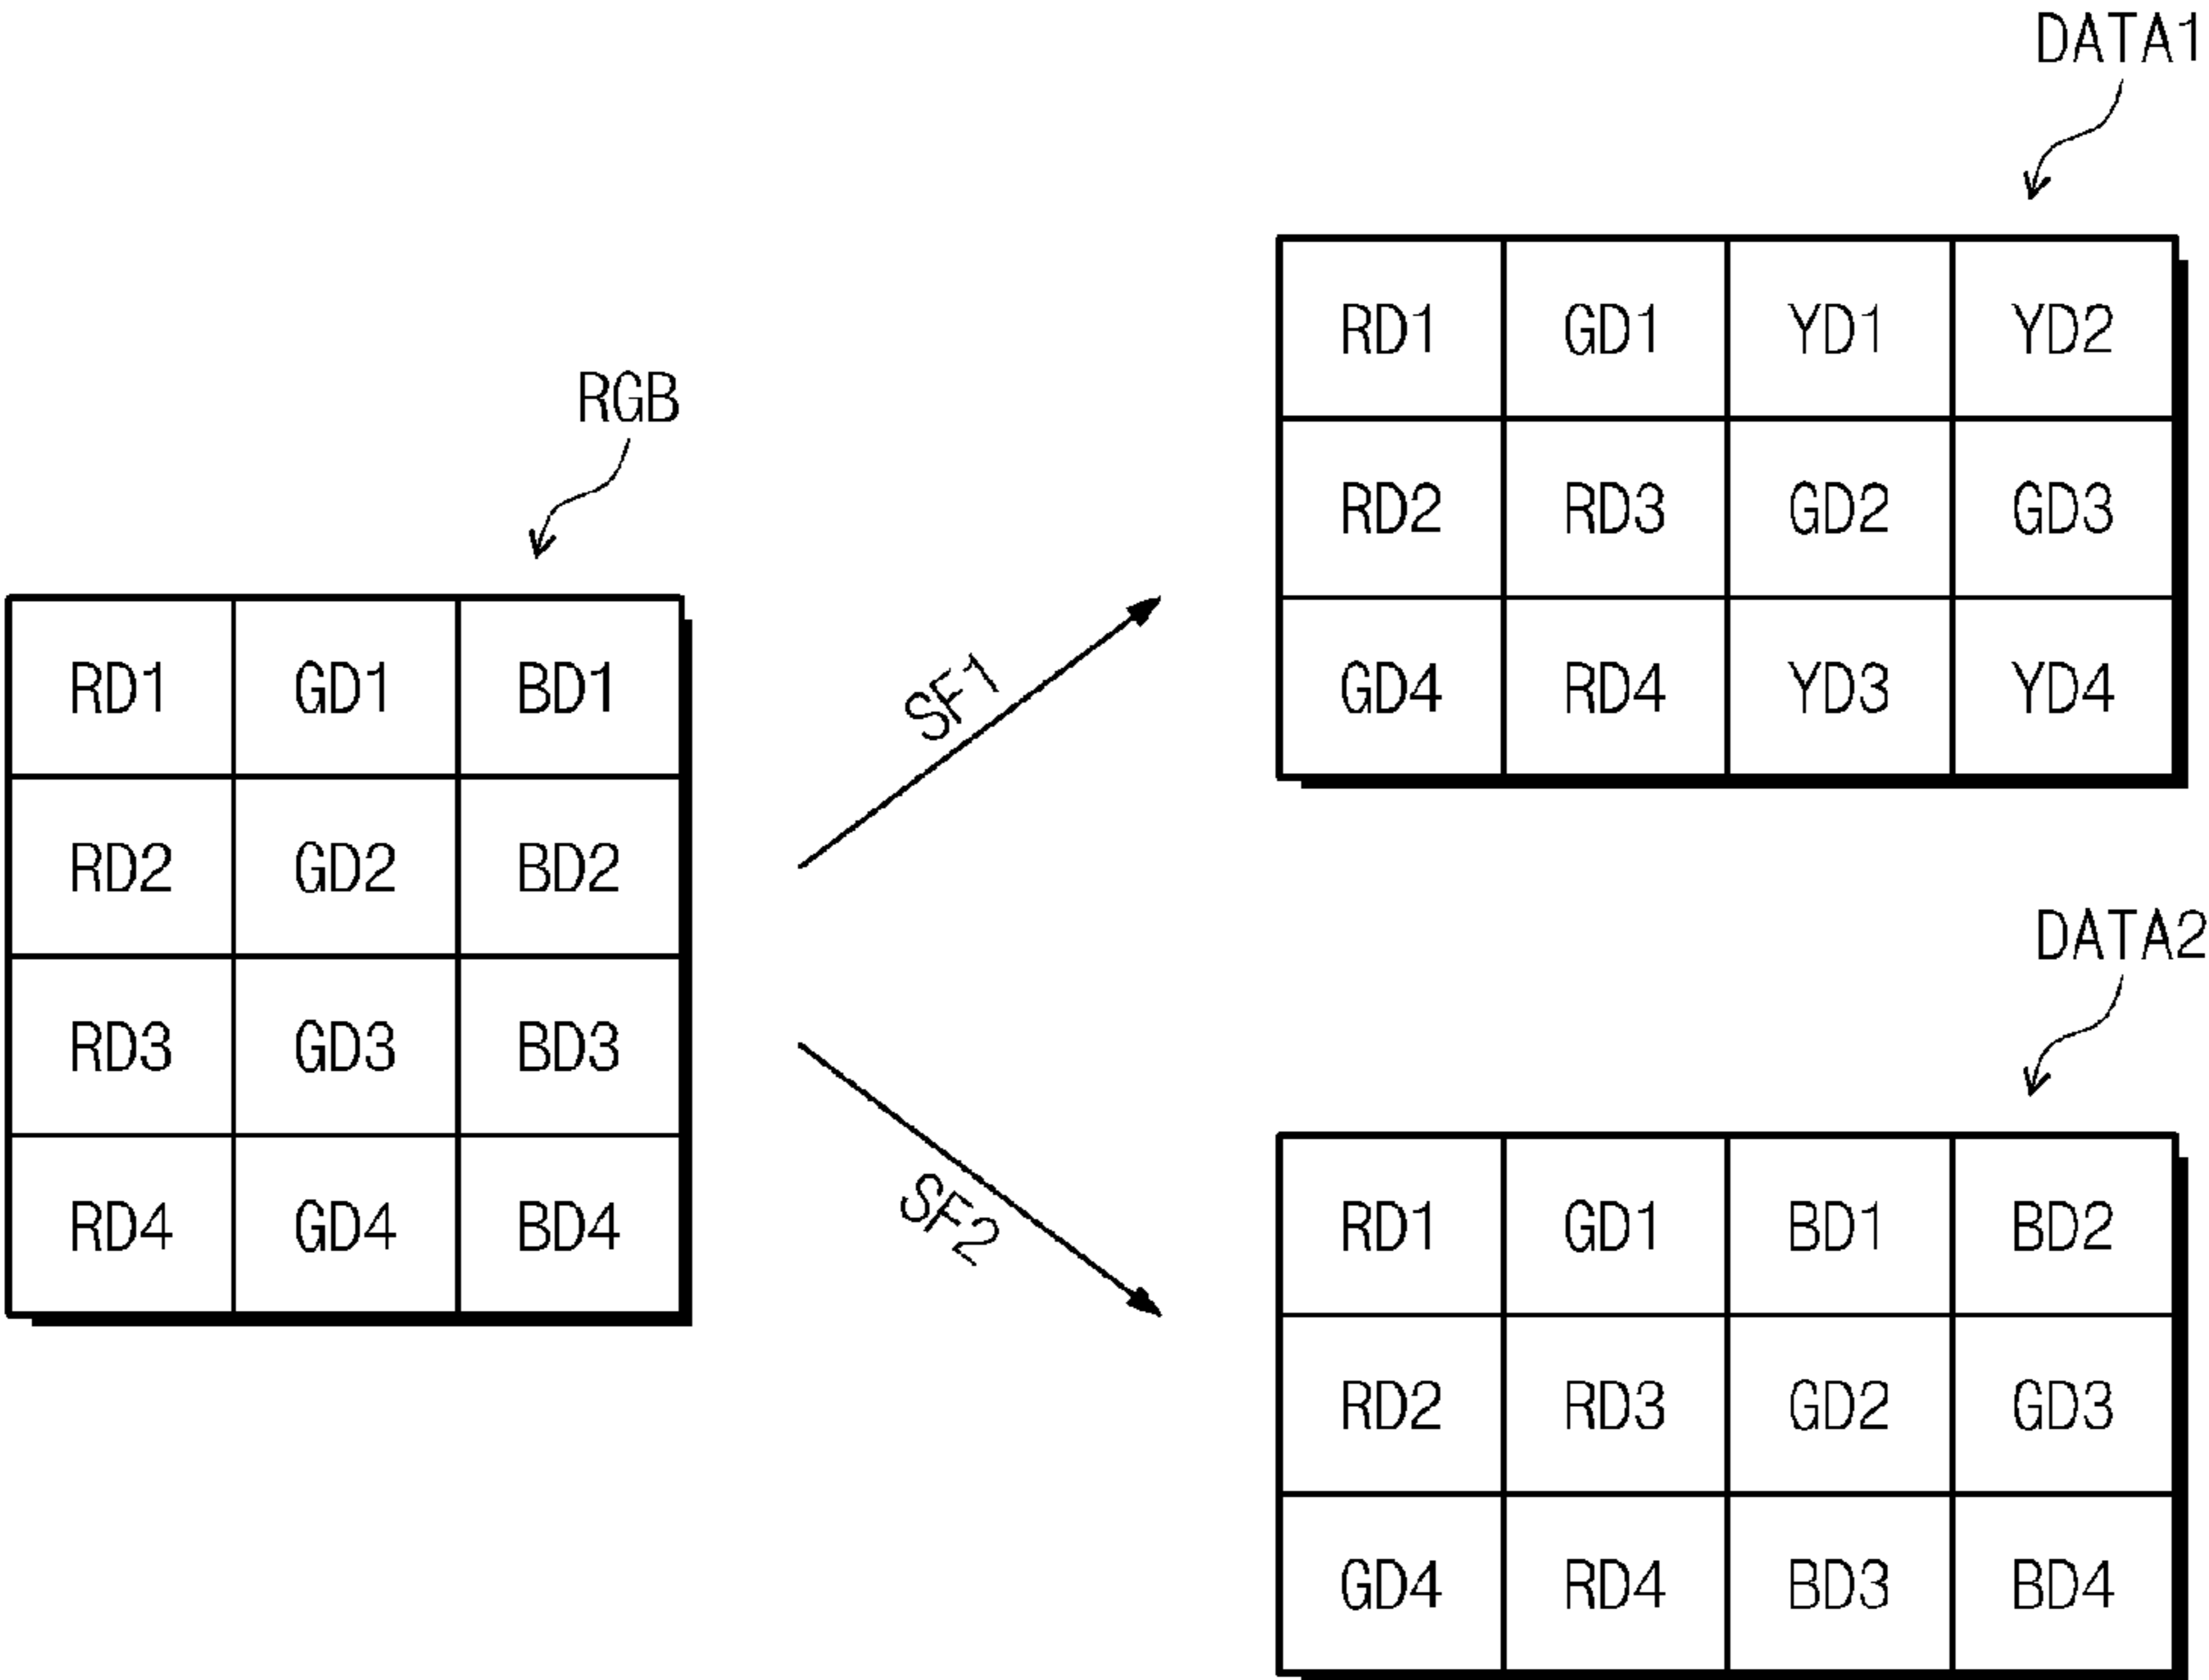 RGB
RD1 GD1 BD1
RD2 GD2 BD2
RD3 GD3 BD3
RD4 GD4 BD4
SF1
SF2
DATA1
RD1 GD1 YD1 YD2
RD2 RD3 GD2 GD3
GD4 RD4 YD3 YD4
DATA2
RD1 GD1 BD1 BD2
RD2 RD3 GD2 GD3
GD4 RD4 BD3 BD4